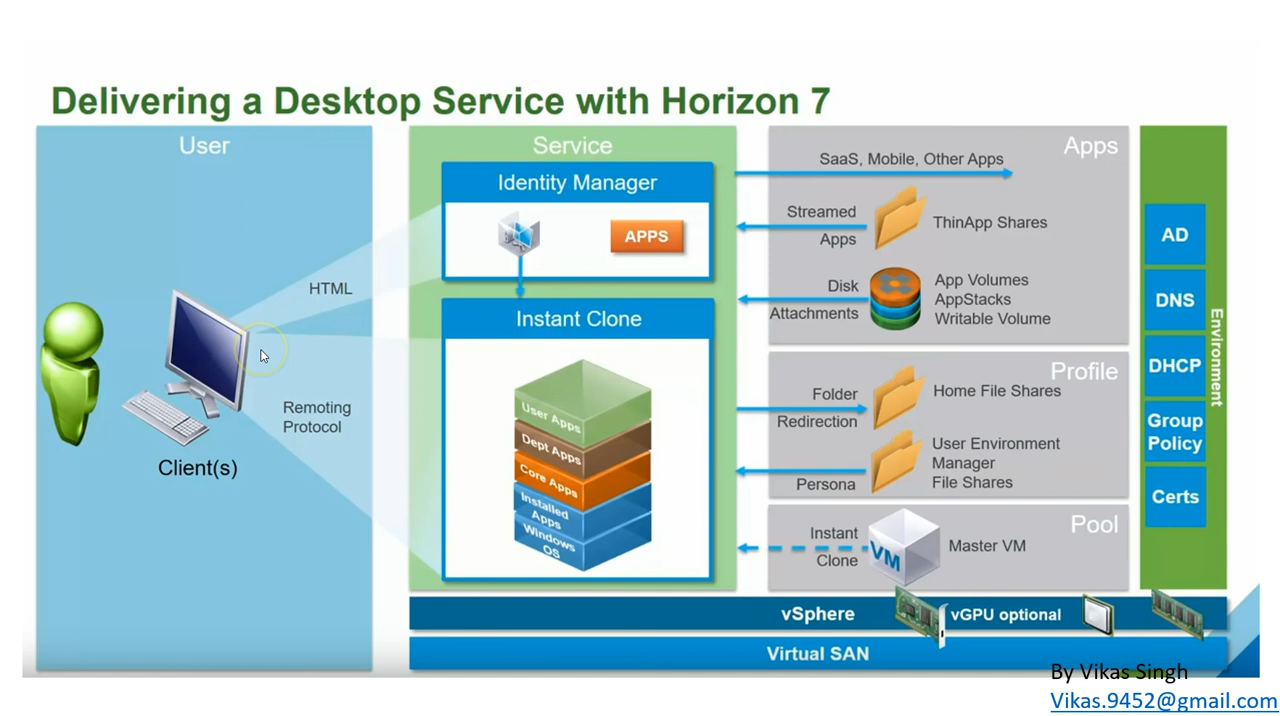 Delivering a Desktop Service with Horizon 7
User
HTML
Remoting
Protocol
Client(s)
Service
Identity Manager
APPS
Instant Clone
User Apps
Dept Apps
Core Apps
Installed
Apps
Windows
OS
Apps
SaaS, Mobile, Other Apps
Streamed
Apps
ThinApp Shares
Disk
Attachments
App Volumes
AppStacks
Writable Volume
Profile
Folder
Redirection
Home File Shares
Persona
User Environment
Manager
File Shares
Pool
Instant
Clone
VM
Master VM
AD
DNS
DHCP
Group
Policy
Certs
Environment
vSphere
vGPU optional
Virtual SAN
By Vikas Singh
Vikas.9452@gmail.com